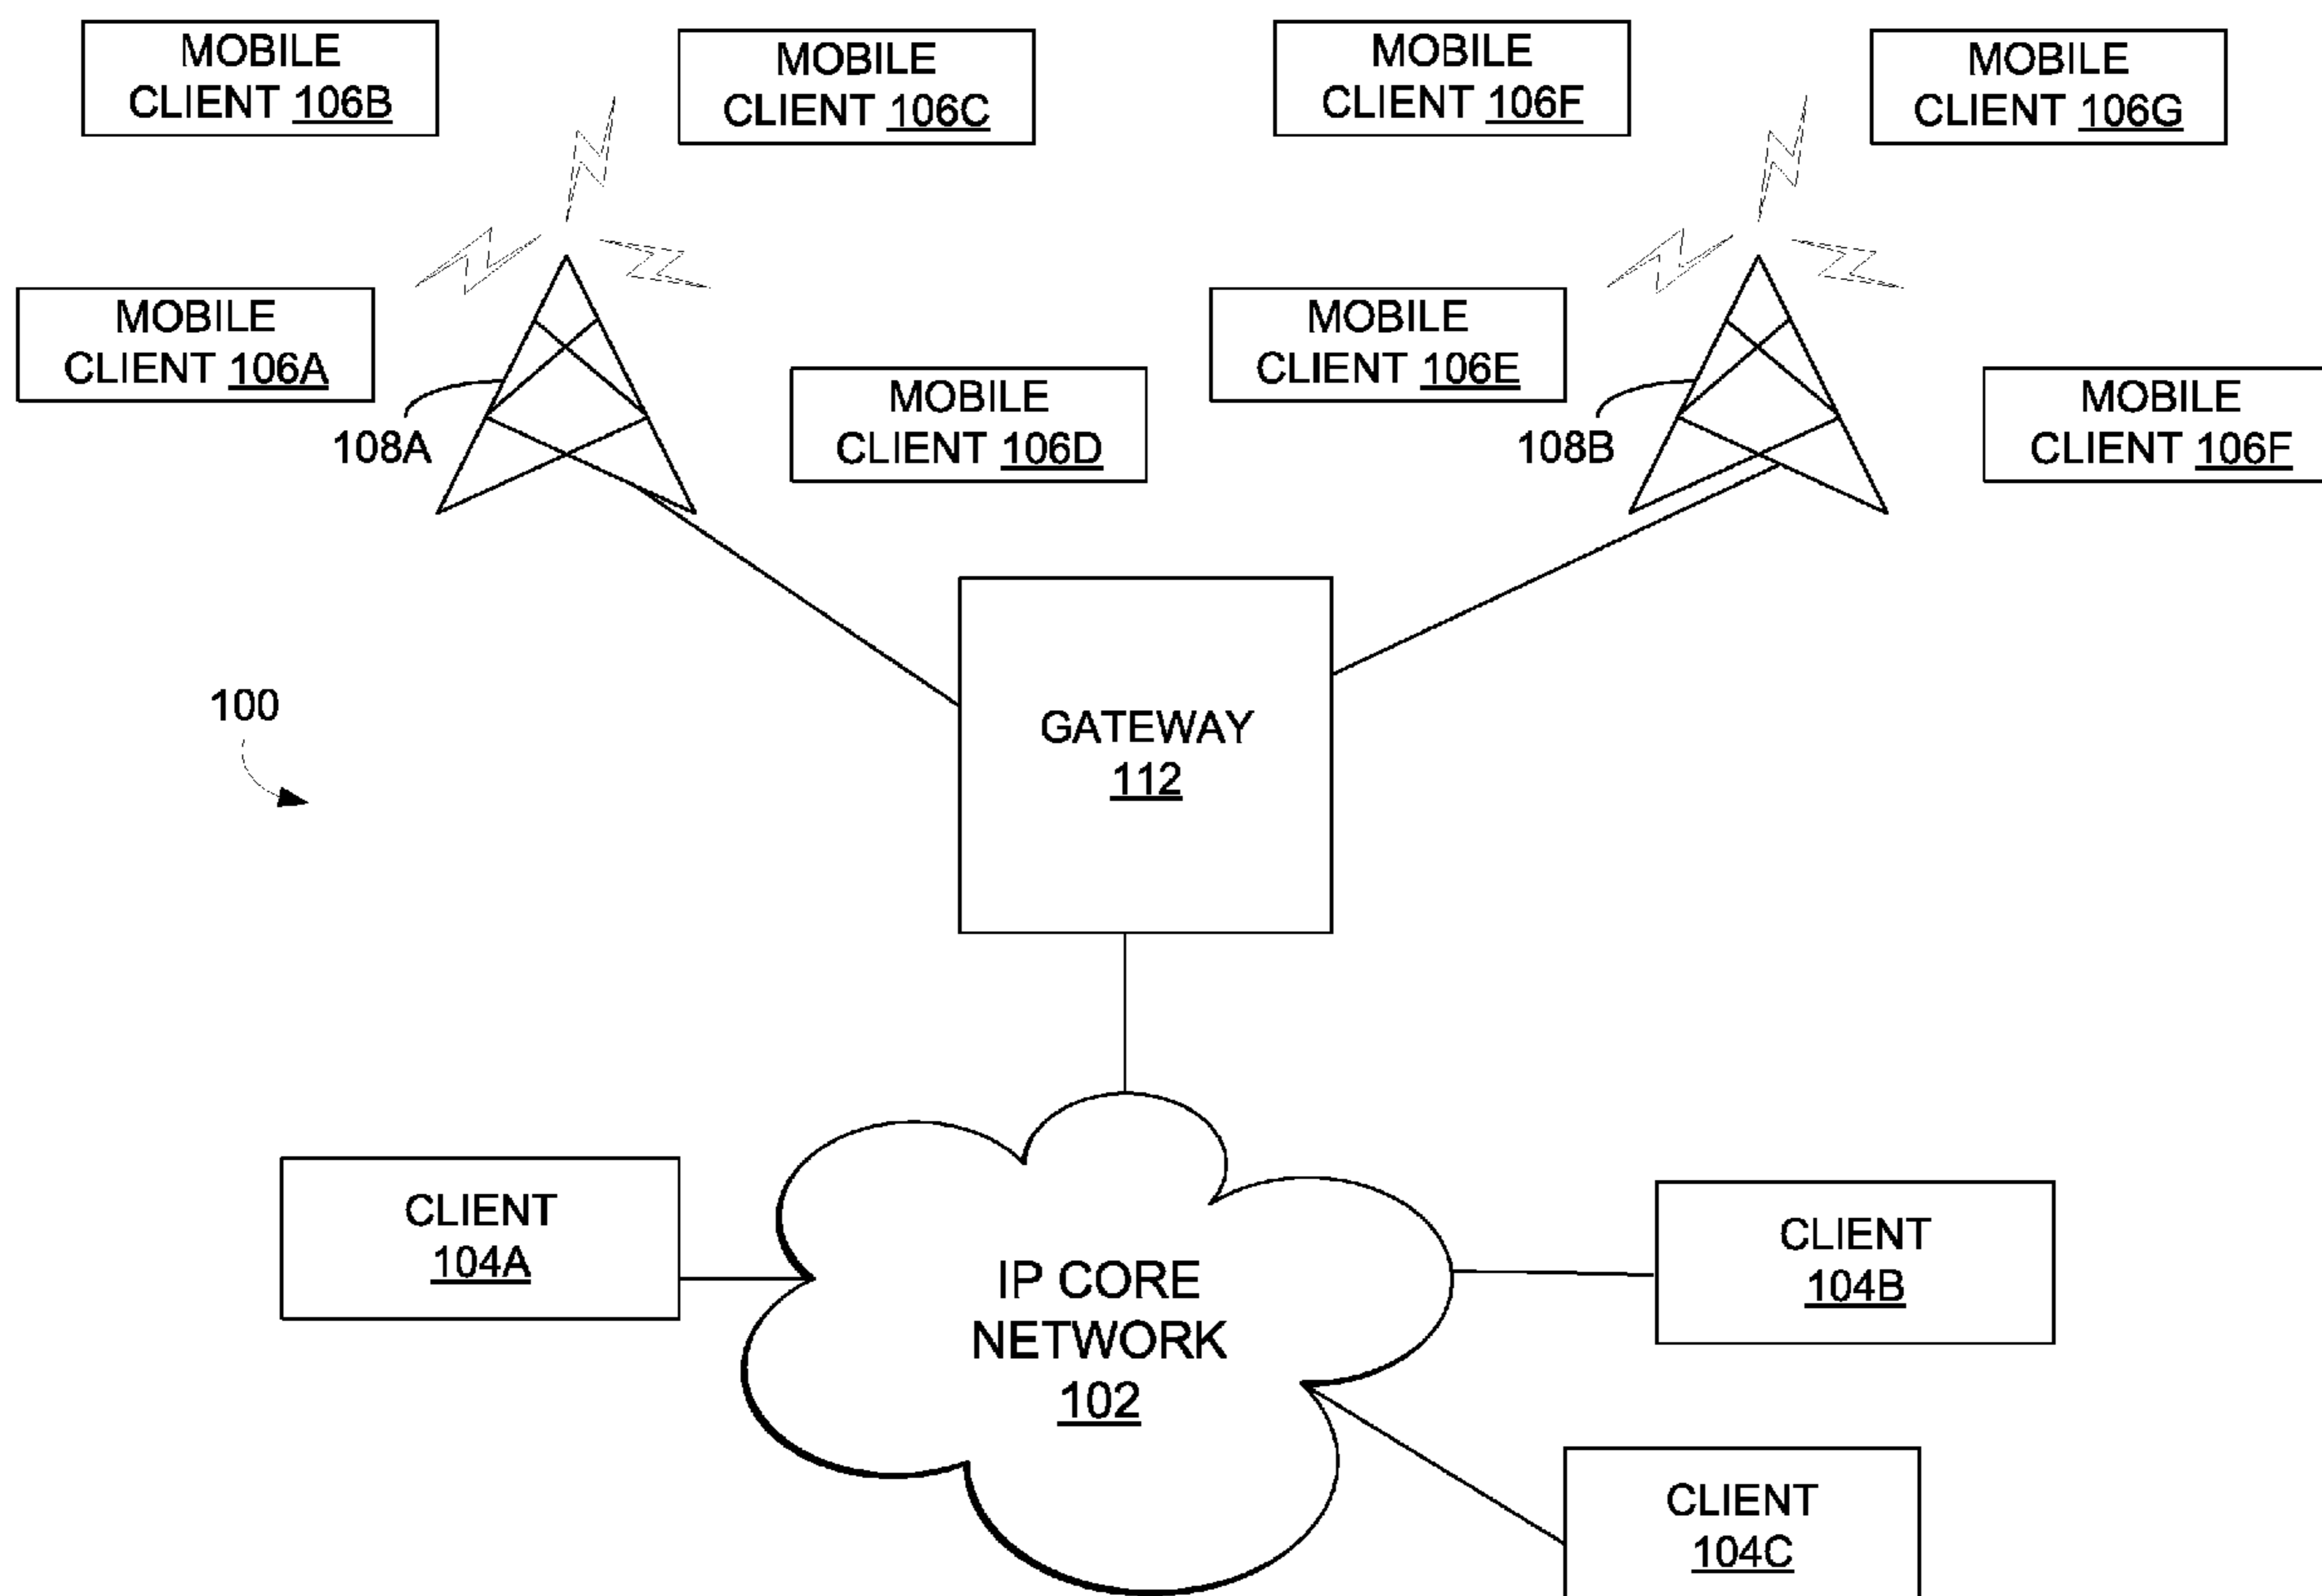 MOBILE
CLIENT 106B
MOBILE
CLIENT 106C
MOBILE
CLIENT 106F
MOBILE
CLIENT 106G
MOBILE
CLIENT 106A
108A
MOBILE
CLIENT 106D
MOBILE
CLIENT 106E
108B
MOBILE
CLIENT 106F
100
GATEWAY
112
CLIENT
104A
IP CORE
NETWORK
102
CLIENT
104B
CLIENT
104C